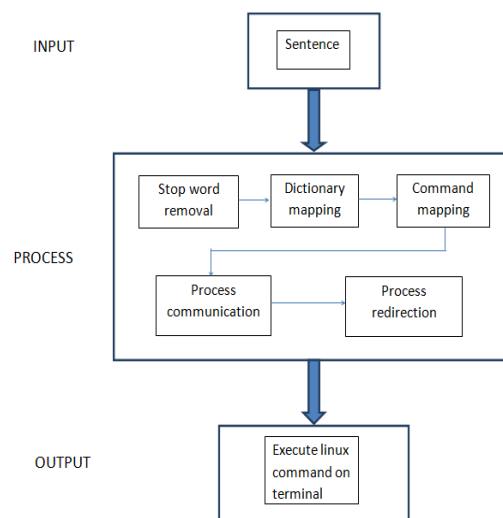 INPUT
Sentence
Stop word
removal
Dictionary
mapping
Command
mapping
PROCESS
Process
communication
Process
redirection
OUTPUT
Execute linux
command on
terminal